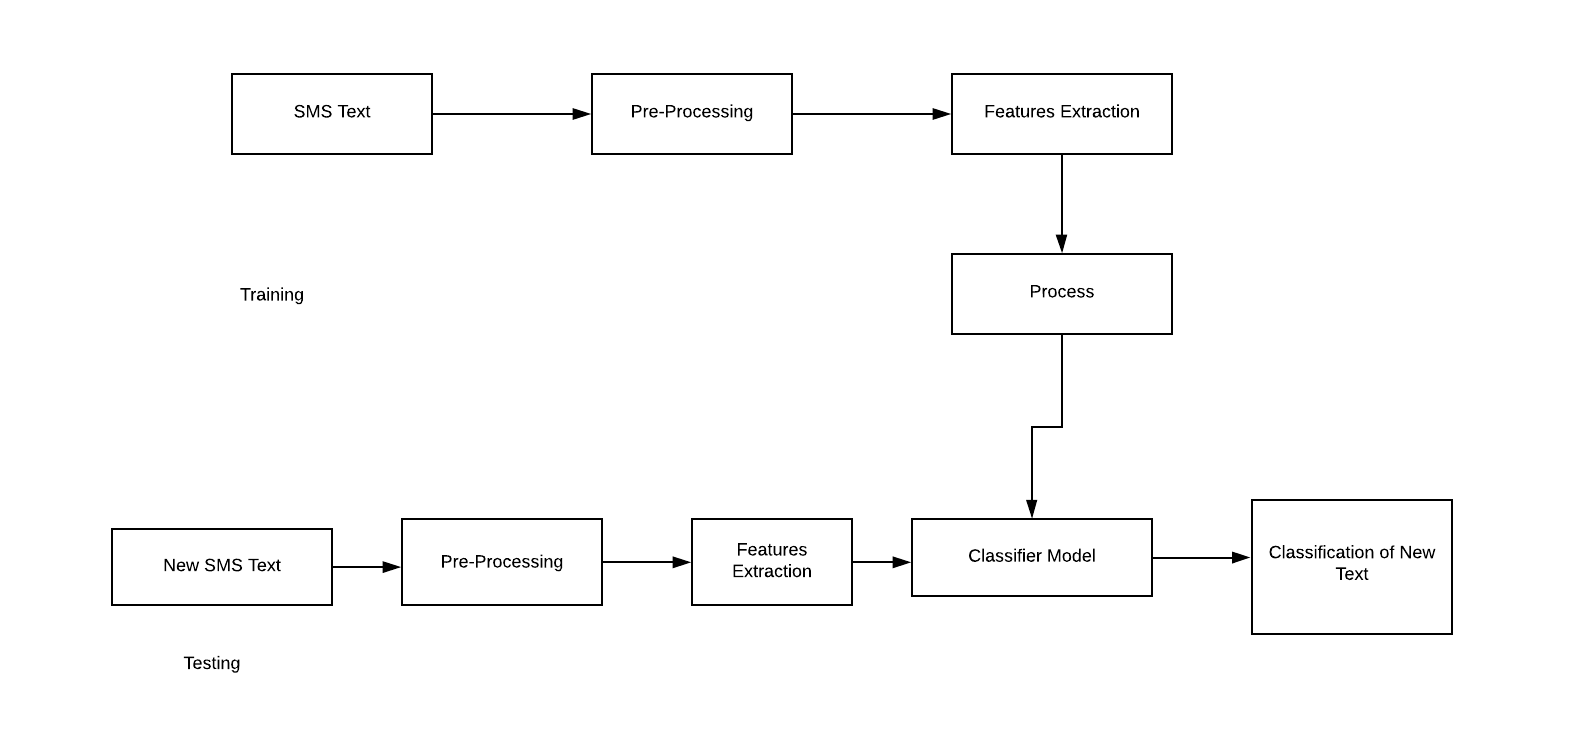 SMS Text
Pre-Processing
Features Extraction
Process
Training
New SMS Text
Pre-Processing
Features
Extraction
Classifier Model
Classification of New
Text
Testing